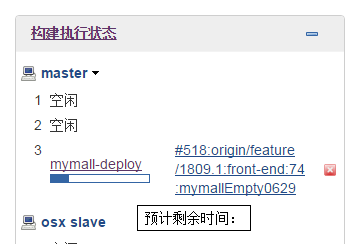 构建执行状态
master
1 空闲
2 空闲
3
mymall-deploy
#518:origin/feature
/1809.1:front-end:74
:mymallEmpty0629
osx slave
预计剩余时间: